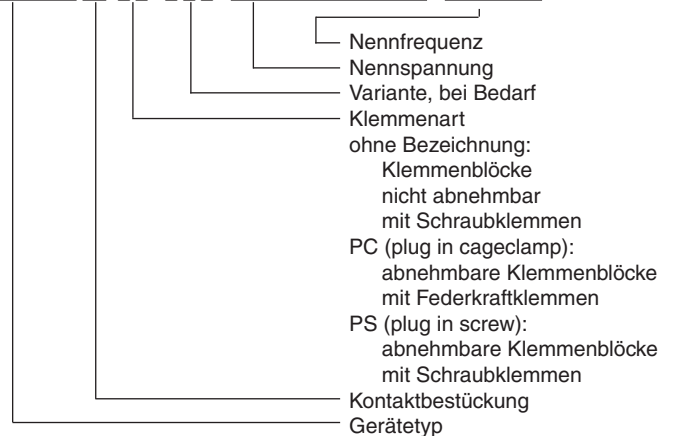 Nennfrequenz
Nennspannung
Variante, bei Bedarf
Klemmenart
ohne Bezeichnung:
Klemmenblöcke
nicht abnehmbar
mit Schraubklemmen
PC (plug in cageclamp):
abnehmbare Klemmenblöcke
mit Federkraftklemmen
PS (plug in screw):
abnehmbare Klemmenblöcke
mit Schraubklemmen
Kontaktbestückung
Gerätetyp